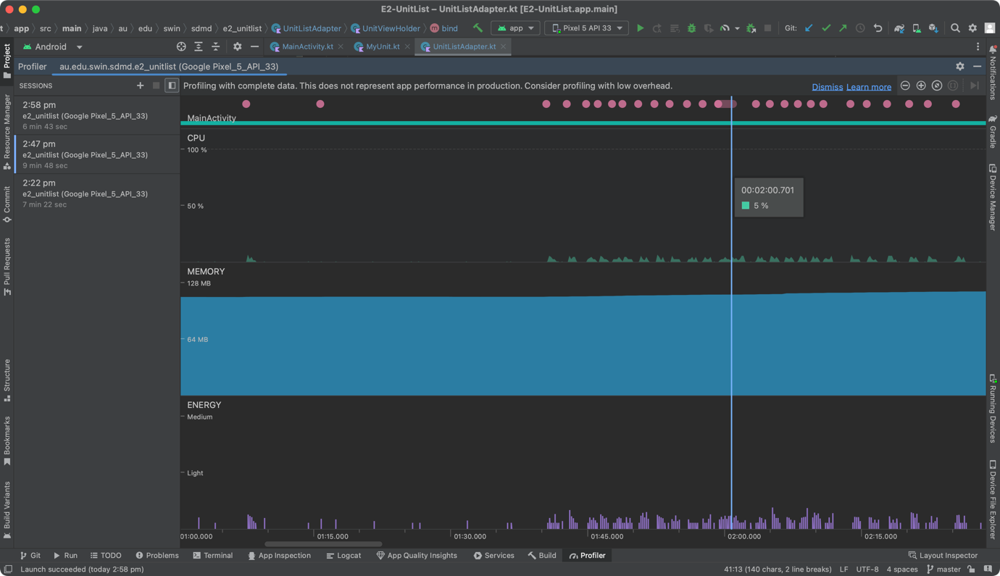 E2-UnitList – UnitListAdapter.kt [E2-UnitList.app.main]
t app src main java au edu swin sdmd e2_unitlist UnitListAdapter UnitViewHolder bind app Pixel 5 API 33 Git:
Android MainActivity.kt MyUnit.kt UnitListAdapter.kt
Profiler au.edu.swin.sdmd.e2_unitlist (Google Pixel_5_API_33)
SESSIONS Profiling with complete data. This does not represent app performance in production. Consider profiling with low overhead. Dismiss Learn more
2:58 pm
e2_unitlist (Google Pixel_5_API_33)
6 min 43 sec
2:47 pm
e2_unitlist (Google Pixel_5_API_33)
9 min 48 sec
2:22 pm
e2_unitlist (Google Pixel_5_API_33)
7 min 22 sec
MainActivity
CPU
100 %
50 %
00:02:00.701
5 %
MEMORY
128 MB
64 MB
ENERGY
Medium
Light
01:00.000 01:15.000 01:30.000 01:45.000 02:00.000 02:15.000
Project
Resource Manager
Commit
Pull Requests
Structure
Bookmarks
Build Variants
Notifications
Gradle
Device Manager
Running Devices
Device File Explorer
Git Run TODO Problems Terminal App Inspection Logcat App Quality Insights Services Build Profiler Layout Inspector
Launch succeeded (today 2:58 pm) 41:13 (140 chars, 2 line breaks) LF UTF-8 4 spaces master